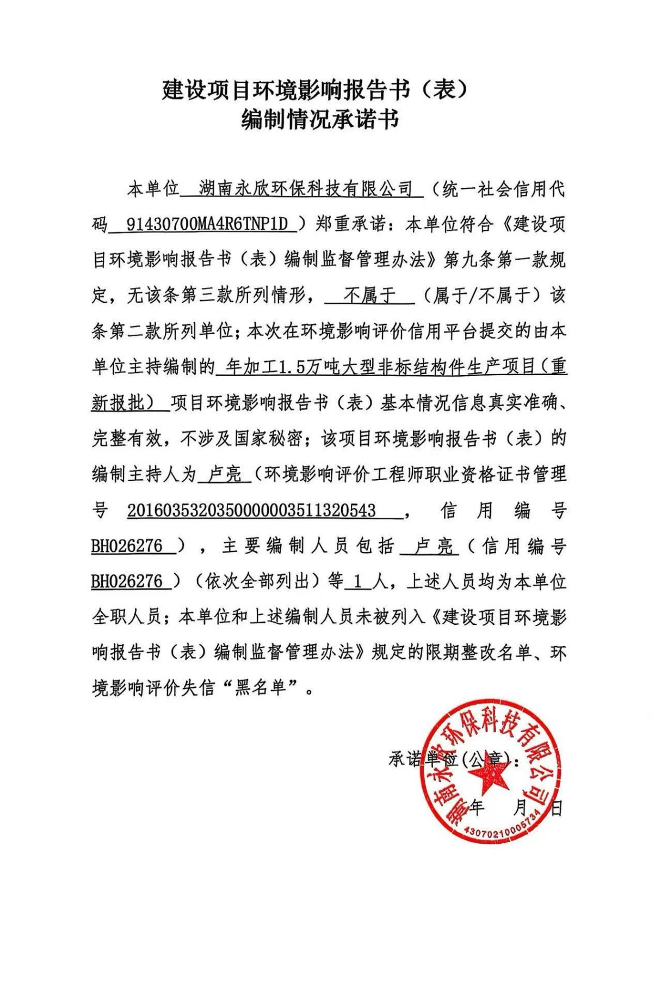 建设项目环境影响报告书（表）
编制情况承诺书
本单位 湖南永欣环保科技有限公司 （统一社会信用代
码 91430700MA4R6TNP1D ）郑重承诺：本单位符合《建设项
目环境影响报告书（表）编制监督管理办法》第九条第一款规
定，无该条第三款所列情形， 不属于 （属于/不属于）该
条第二款所列单位；本次在环境影响评价信用平台提交的由本
单位主持编制的 年加工1.5万吨大型非标结构件生产项目（重
新报批） 项目环境影响报告书（表）基本情况信息真实准确、
完整有效，不涉及国家秘密；该项目环境影响报告书（表）的
编制主持人为 卢亮 （环境影响评价工程师职业资格证书管理
号 2016035320350000003511320543 ， 信用编号
BH026276 ），主要编制人员包括 卢亮（信用编号
BH026276 ）（依次全部列出）等 1 人，上述人员均为本单位
全职人员；本单位和上述编制人员未被列入《建设项目环境影
响报告书（表）编制监督管理办法》规定的限期整改名单、环
境影响评价失信“黑名单”。
承诺单位(公章)：
年 月 日
湖南永欣环保科技有限公司
43070210005734